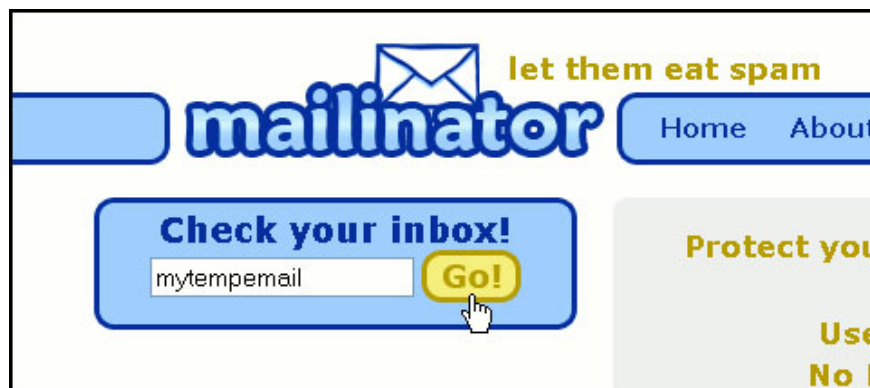 let them eat spam
mailinator
Home About
Check your inbox!
mytempemail Go!
Protect you
Use
No